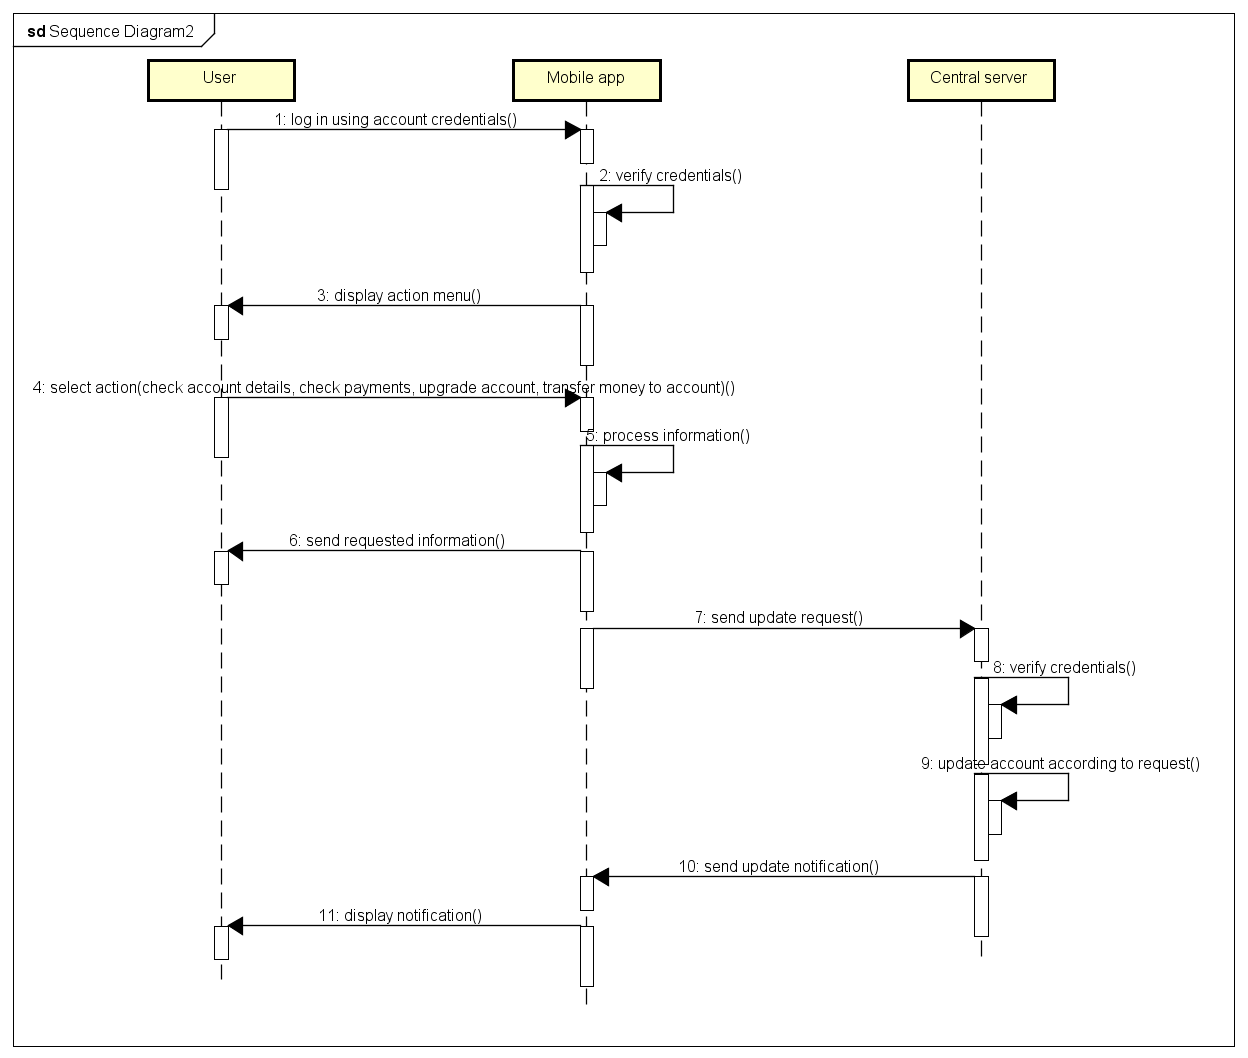 sd Sequence Diagram2
User
Mobile app
Central server
1: log in using account credentials()
2: verify credentials()
3: display action menu()
4: select action(check account details, check payments, upgrade account, transfer money to account)()
5: process information()
6: send requested information()
7: send update request()
8: verify credentials()
9: update account according to request()
10: send update notification()
11: display notification()